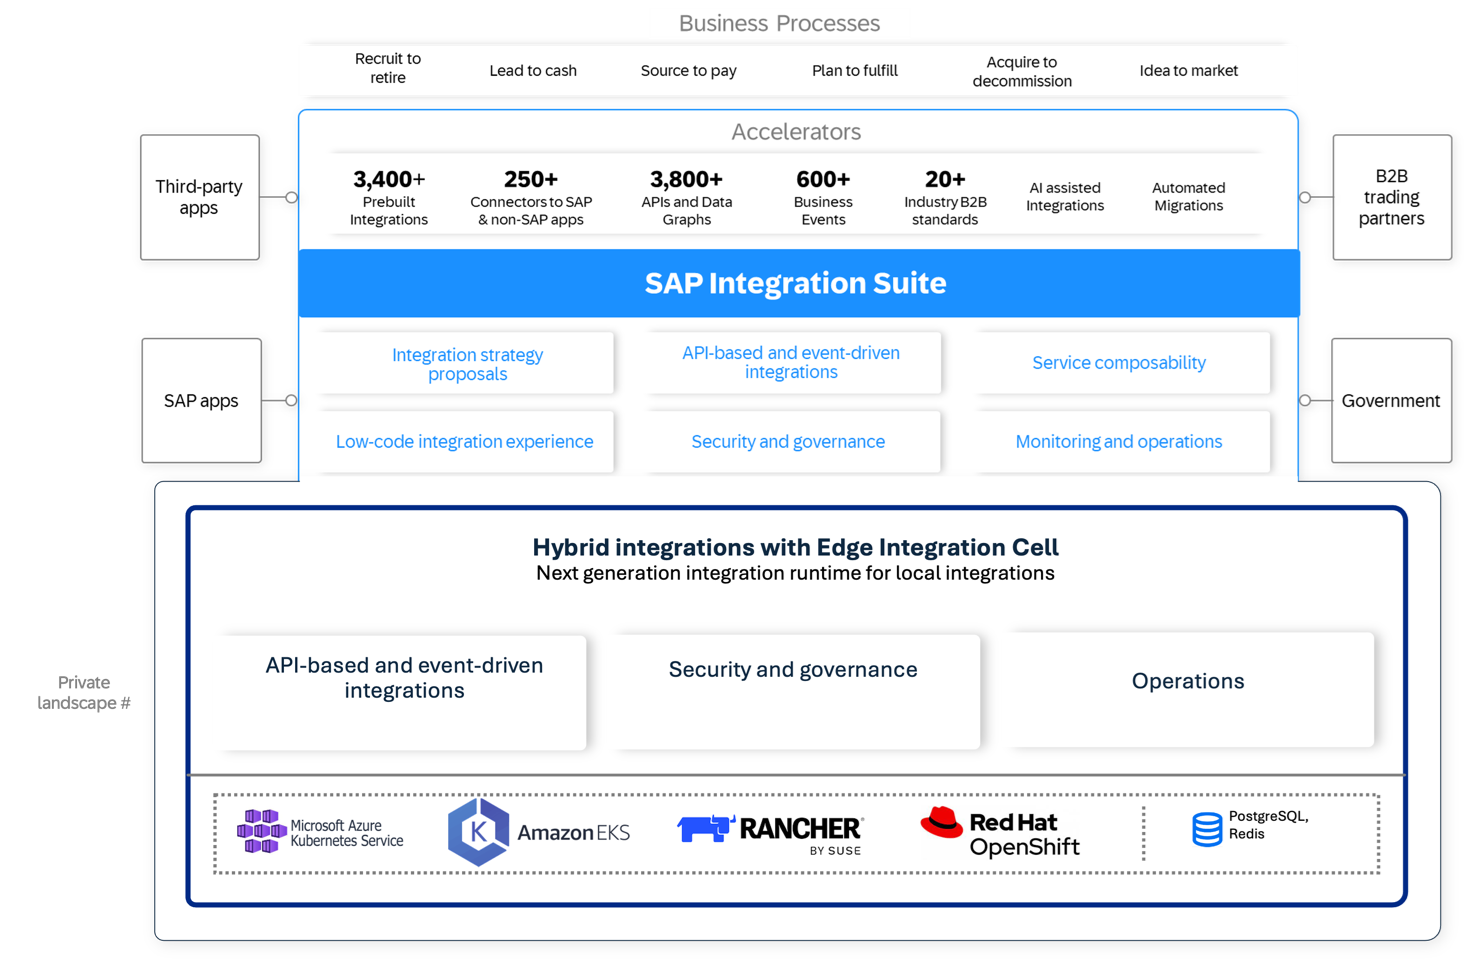 Business Processes
Recruit to
retire
Lead to cash
Source to pay
Plan to fulfill
Acquire to
decommission
Idea to market
Accelerators
3,400+
Prebuilt
Integrations
250+
Connectors to SAP
& non-SAP apps
3,800+
APIs and Data
Graphs
600+
Business
Events
20+
Industry B2B
standards
AI assisted
Integrations
Automated
Migrations
Third-party
apps
B2B
trading
partners
SAP Integration Suite
Integration strategy
proposals
API-based and event-driven
integrations
Service composability
SAP apps
Government
Low-code integration experience
Security and governance
Monitoring and operations
Hybrid integrations with Edge Integration Cell
Next generation integration runtime for local integrations
API-based and event-driven
integrations
Security and governance
Operations
Private
landscape #
Microsoft Azure
Kubernetes Service
K
Amazon EKS
RANCHER®
BY SUSE
Red Hat
OpenShift
PostgreSQL,
Redis